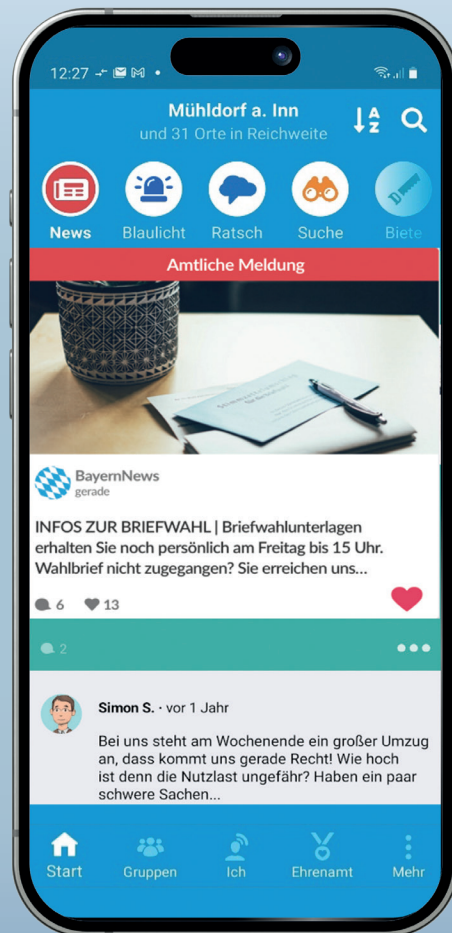 12:27
Mühldorf a. Inn
und 31 Orte in Reichweite
A
Z
News
Blaulicht
Ratsch
Suche
Biete
Amtliche Meldung
BayernNews
gerade
INFOS ZUR BRIEFWAHL | Briefwahlunterlagen
erhalten Sie noch persönlich am Freitag bis 15 Uhr.
Wahlbrief nicht zugegangen? Sie erreichen uns...
6
13
2
Simon S. · vor 1 Jahr
Bei uns steht am Wochenende ein großer Umzug
an, dass kommt uns gerade Recht! Wie hoch
ist denn die Nutzlast ungefähr? Haben ein paar
schwere Sachen...
Start
Gruppen
Ich
Ehrenamt
Mehr